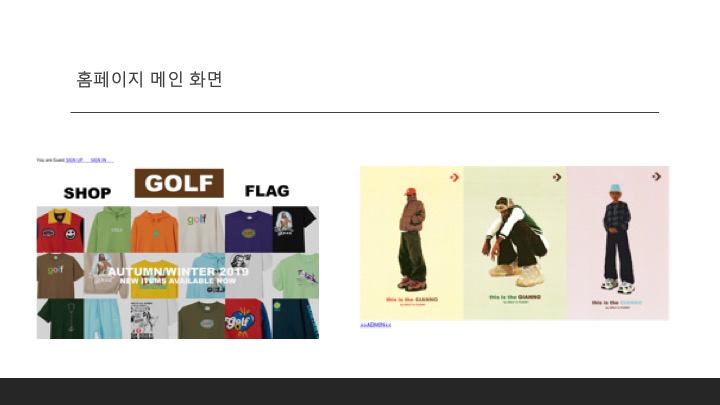 홈페이지 메인 화면
You are Guest SIGN UP SIGN IN
SHOP
GOLF
FLAG
golf
AUTUMN/WINTER 2019
NEW ITEMS AVAILABLE NOW
golf
Golf
this is the GIANNO
this is the GIANNO
this is the GIANNO
>>ADMIN<<